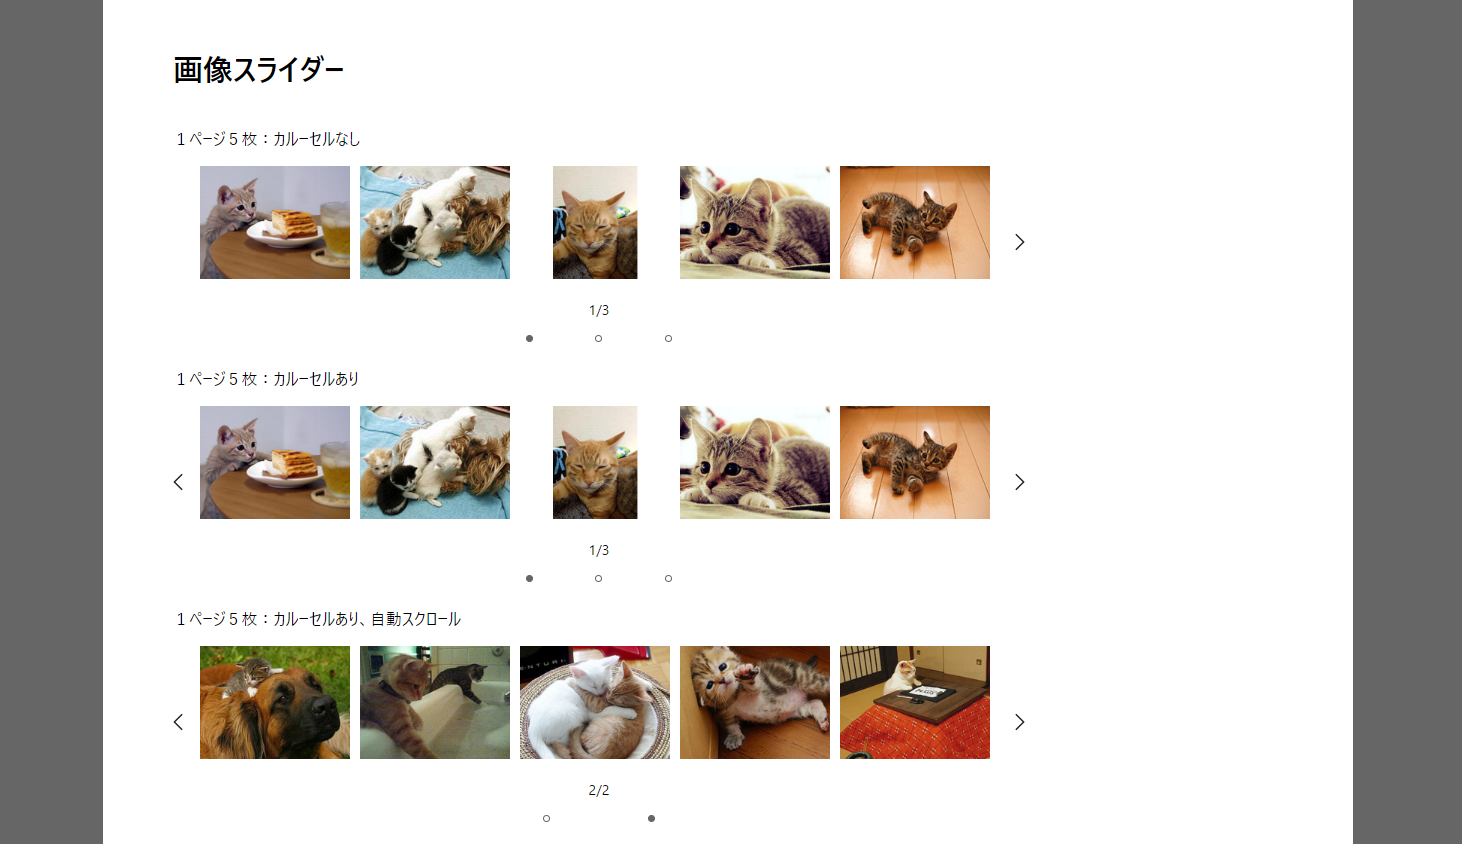 画像スライダー
１ページ５枚：カルーセルなし
1/3
１ページ５枚：カルーセルあり
1/3
１ページ５枚：カルーセルあり、自動スクロール
2/2